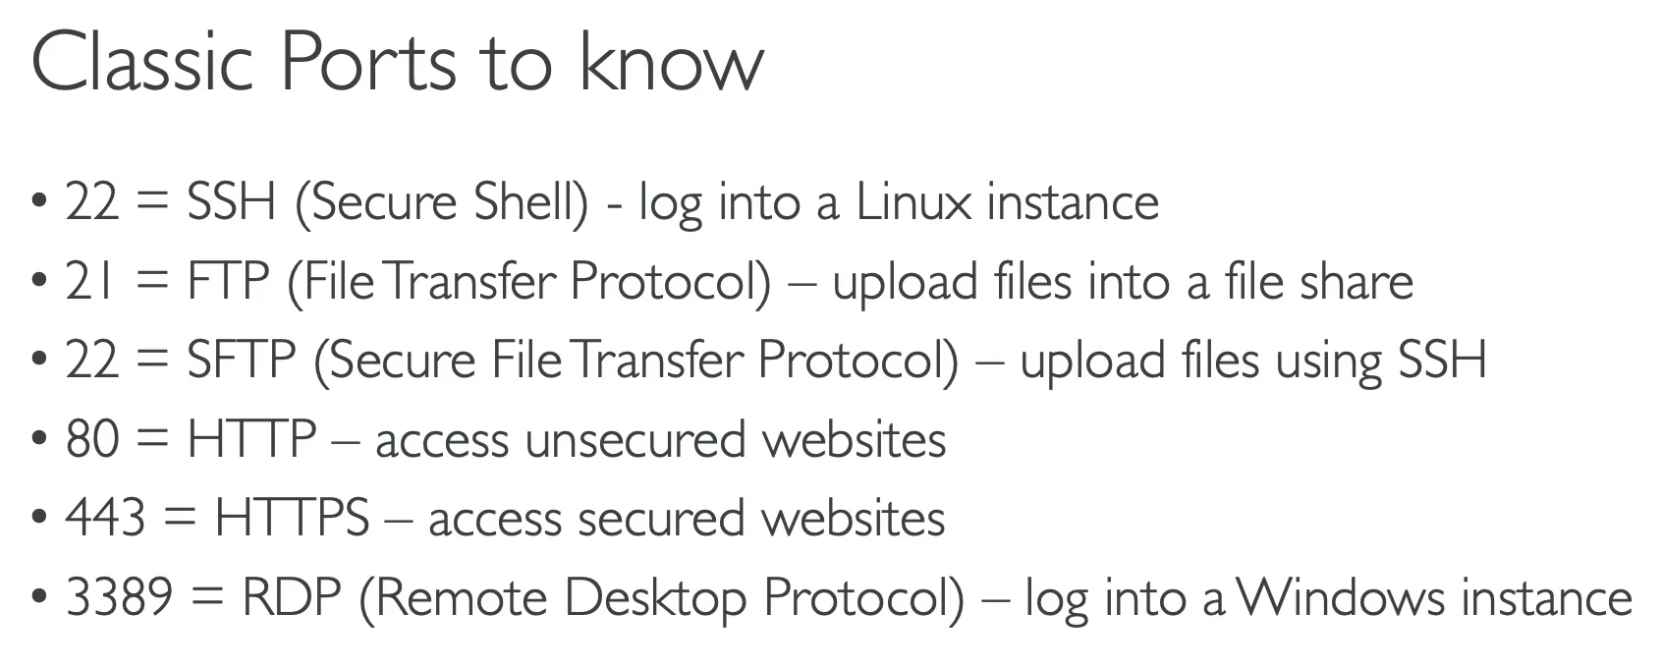 Classic Ports to know
• 22 = SSH (Secure Shell) - log into a Linux instance
• 21 = FTP (File Transfer Protocol) – upload files into a file share
• 22 = SFTP (Secure File Transfer Protocol) – upload files using SSH
• 80 = HTTP – access unsecured websites
• 443 = HTTPS – access secured websites
• 3389 = RDP (Remote Desktop Protocol) – log into a Windows instance